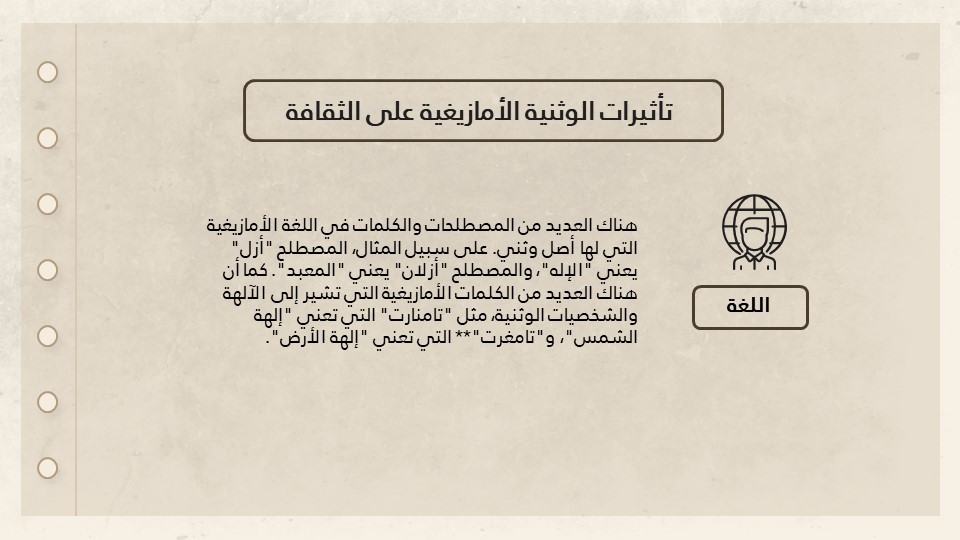 تأثيرات الوثنية الأمازيغية على الثقافة
اللغة
هناك العديد من المصطلحات والكلمات في اللغة الأمازيغية
التي لها أصل وثني. على سبيل المثال، المصطلح "أزل"
يعني "الإله"، والمصطلح "أزلان" يعني "المعبد". كما أن
هناك العديد من الكلمات الأمازيغية التي تشير إلى الآلهة
والشخصيات الوثنية، مثل "تامنارت" التي تعني "إلهة
الشمس"، و"تامغرت"** التي تعني "إلهة الأرض".